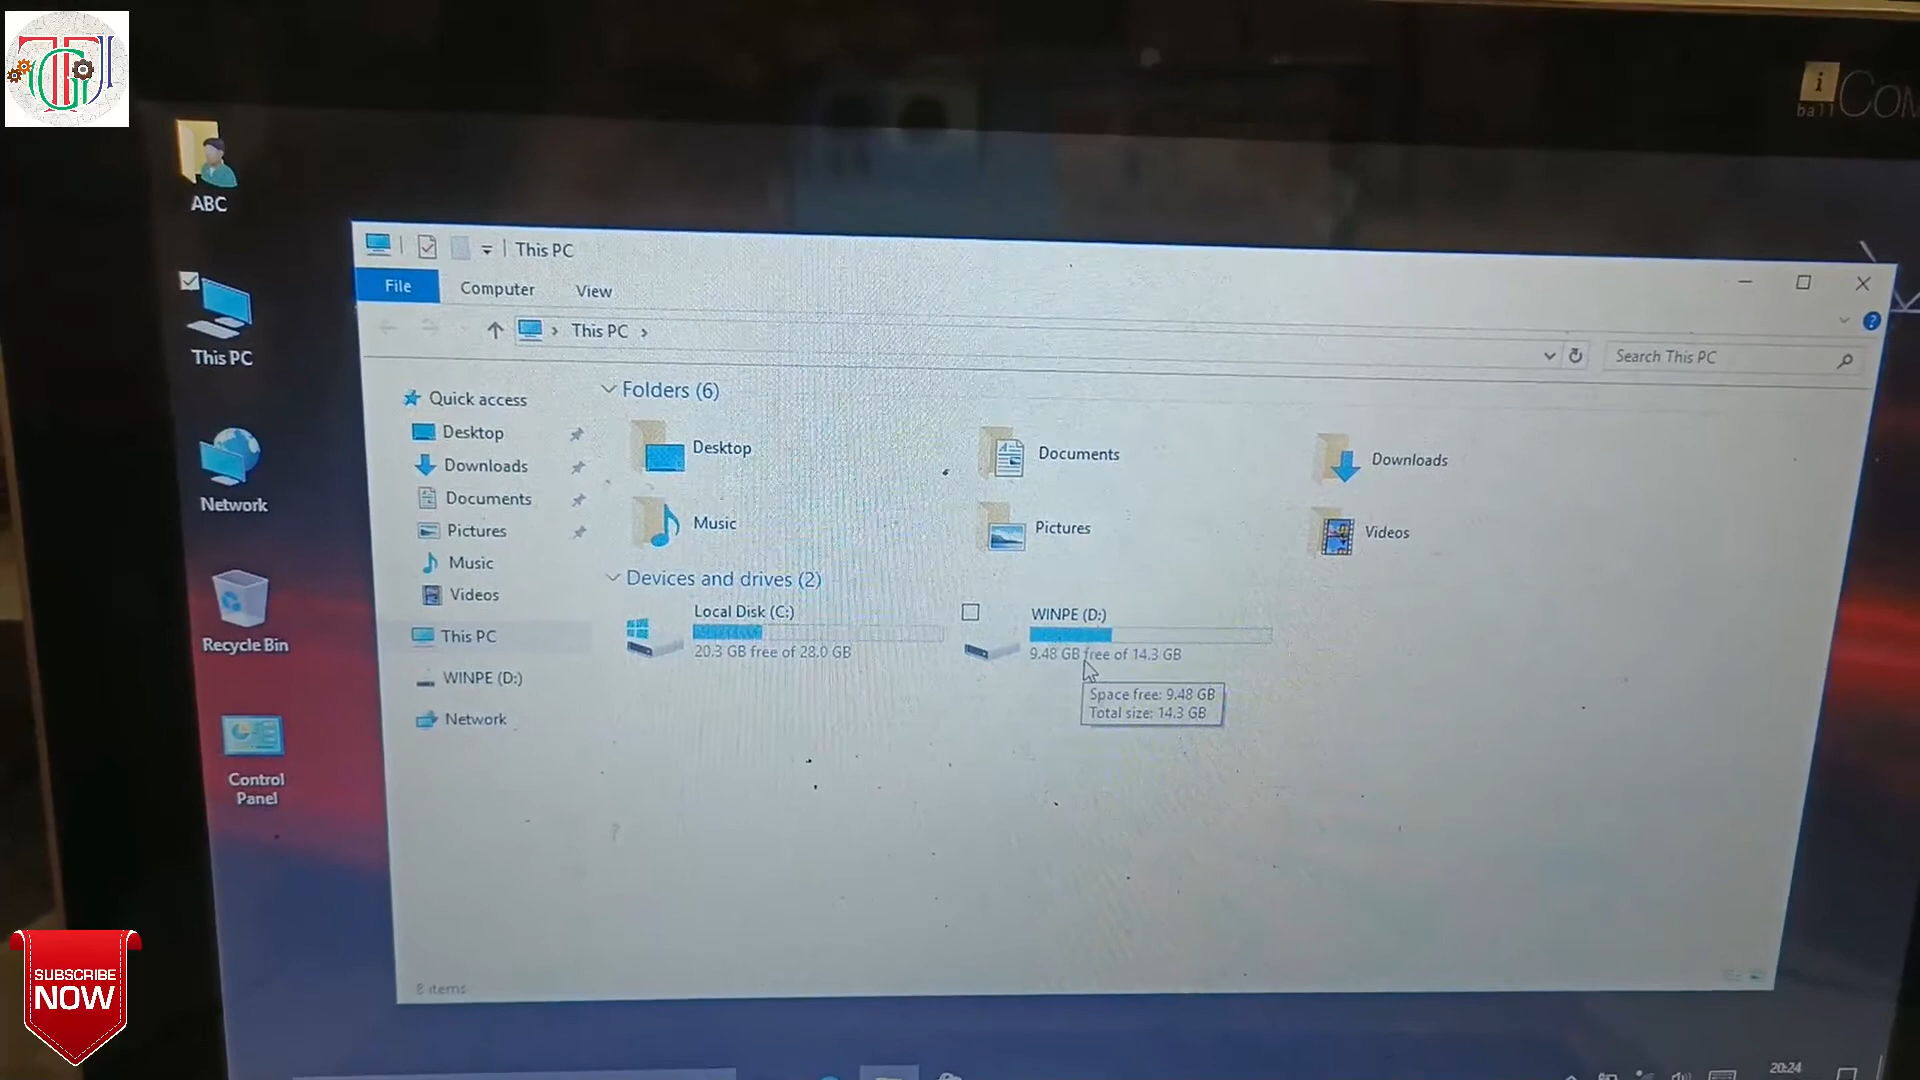 TGTU
i
ball
ABC
This PC
Network
Recycle Bin
Control
Panel
This PC
File
Computer
View
This PC
Search This PC
Quick access
Desktop
Downloads
Documents
Pictures
Music
Videos
This PC
WINPE (D:)
Network
Folders (6)
Desktop
Documents
Downloads
Music
Pictures
Videos
Devices and drives (2)
Local Disk (C:)
20.3 GB free of 28.0 GB
WINPE (D:)
9.48 GB free of 14.3 GB
Space free: 9.48 GB
Total size: 14.3 GB
8 items
20:24
SUBSCRIBE
NOW